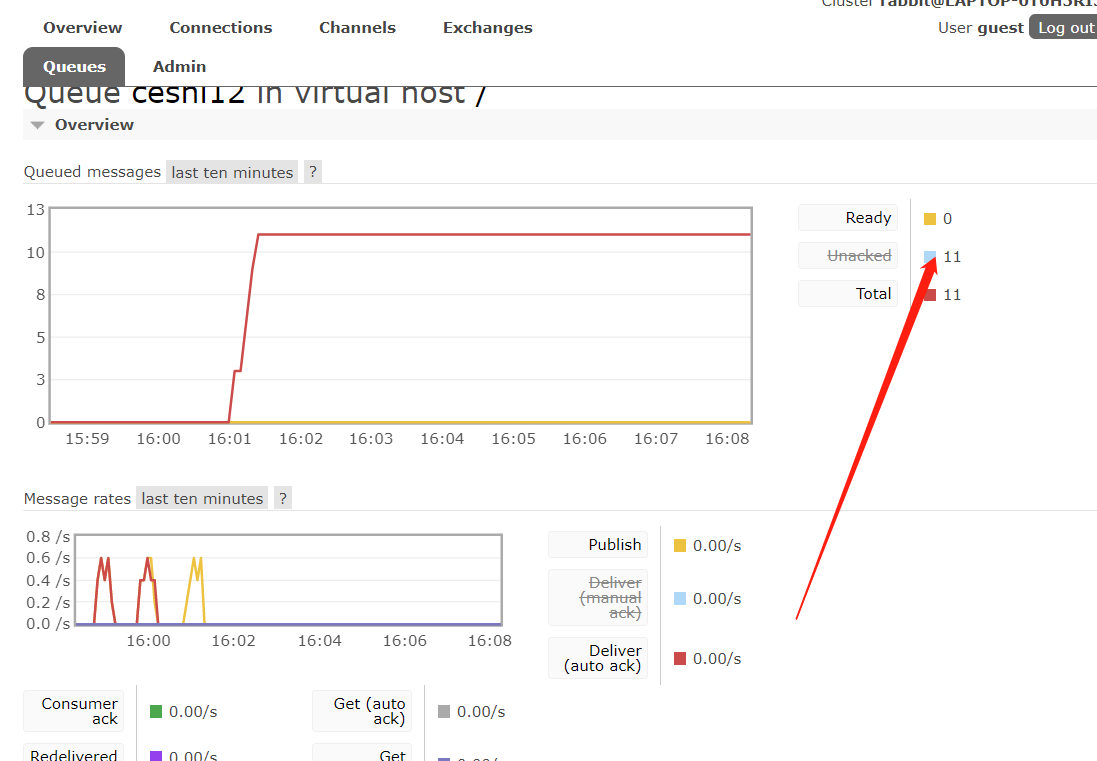 Cluster
Overview Connections Channels Exchanges User guest Log out
Queues Admin
Queue ceshi12 in virtual host /
Overview
Queued messages last ten minutes ?
13
10
8
5
3
0
15:59 16:00 16:01 16:02 16:03 16:04 16:05 16:06 16:07 16:08
Ready 0
Unacked 11
Total 11
Message rates last ten minutes ?
0.8 /s
0.6 /s
0.4 /s
0.2 /s
0.0 /s
16:00 16:02 16:04 16:06 16:08
Publish 0.00/s
Deliver
(manual 0.00/s
ack)
Deliver
(auto ack) 0.00/s
Consumer
ack 0.00/s
Get (auto
ack) 0.00/s
Redelivered 0.00/s
Get